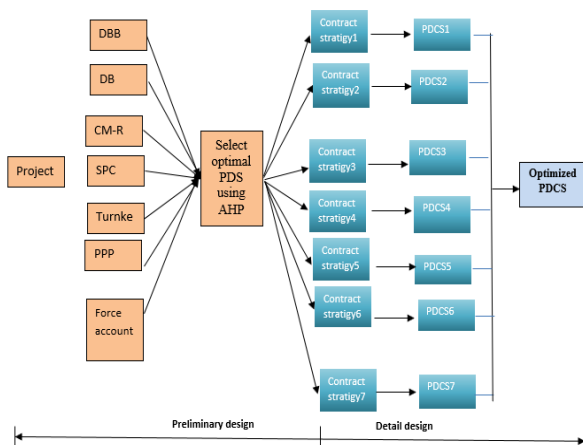 Project
DBB
DB
CM-R
SPC
Turnke
PPP
Force
account
Select
optimal
PDS
using
AHP
Contract
stratigy1
Contract
stratigy2
Contract
stratigy3
Contract
stratigy4
Contract
stratigy5
Contract
stratigy6
Contract
stratigy7
PDCS1
PDCS2
PDCS3
PDCS4
PDCS5
PDCS6
PDCS7
Optimized
PDCS
Preliminary design
Detail design